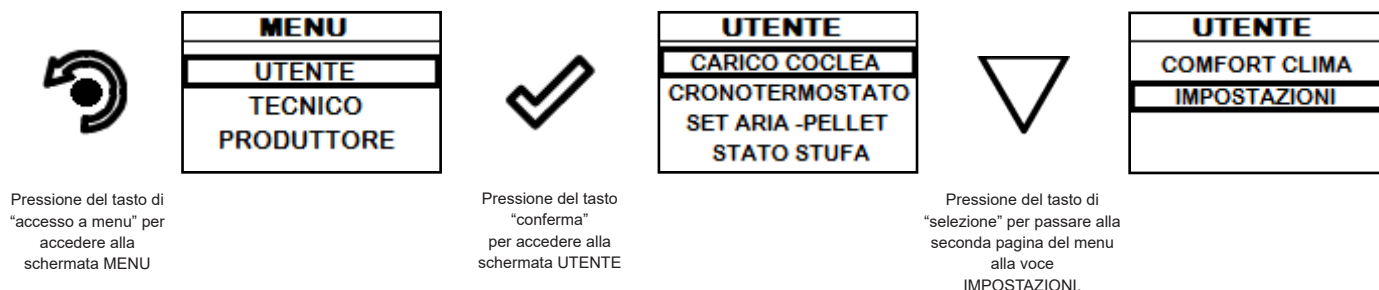 MENU
UTENTE
TECNICO
PRODUTTORE
Pressione del tasto di
“accesso a menu” per
accedere alla
schermata MENU
UTENTE
CARICO COCLEA
CRONOTERMOSTATO
SET ARIA -PELLET
STATO STUFA
Pressione del tasto
“conferma”
per accedere alla
schermata UTENTE
UTENTE
COMFORT CLIMA
IMPOSTAZIONI
Pressione del tasto di
“selezione” per passare alla
seconda pagina del menu
alla voce
IMPOSTAZIONI.